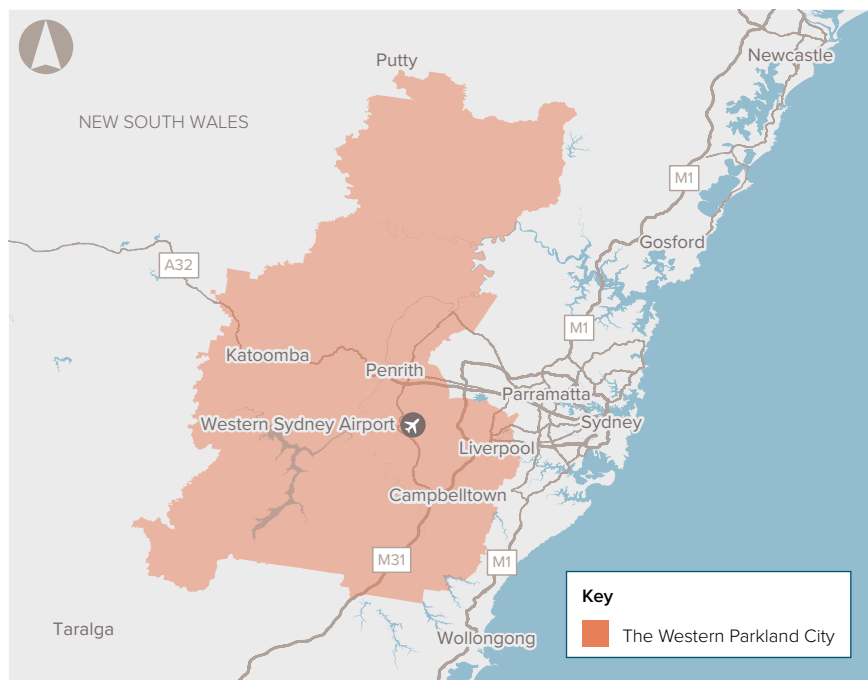 Newcastle
Putty
NEW SOUTH WALES
M1
Gosford
A32
M1
Katoomba
Penrith
Parramatta
Western Sydney Airport
Sydney
Liverpool
Campbelltown
M31
M1
Key
The Western Parkland City
Taralga
Wollongong